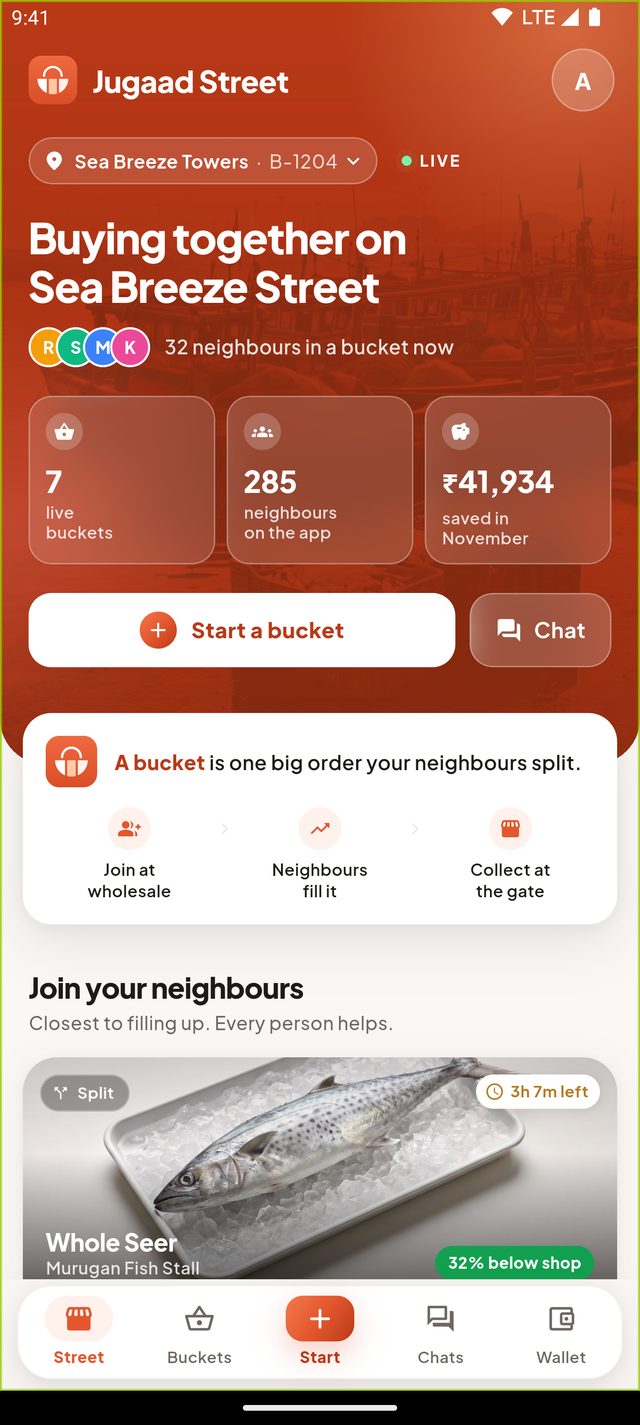 9:41
LTE
Jugaad Street
A
Sea Breeze Towers · B-1204
LIVE
Buying together on
Sea Breeze Street
R S M K
32 neighbours in a bucket now
7
live
buckets
285
neighbours
on the app
₹41,934
saved in
November
Start a bucket
Chat
A bucket is one big order your neighbours split.
Join at
wholesale
Neighbours
fill it
Collect at
the gate
Join your neighbours
Closest to filling up. Every person helps.
Split
3h 7m left
Whole Seer
Murugan Fish Stall
32% below shop
Street
Buckets
Start
Chats
Wallet